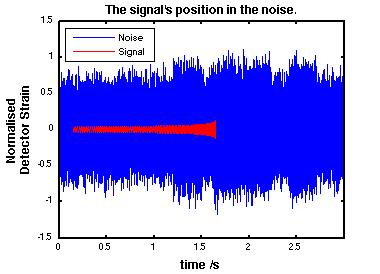 The signal's position in the noise.
Noise
Signal
Normalised
Detector Strain
1.5
1
0.5
0
-0.5
-1
-1.5
0
0.5
1
1.5
2
2.5
time /s